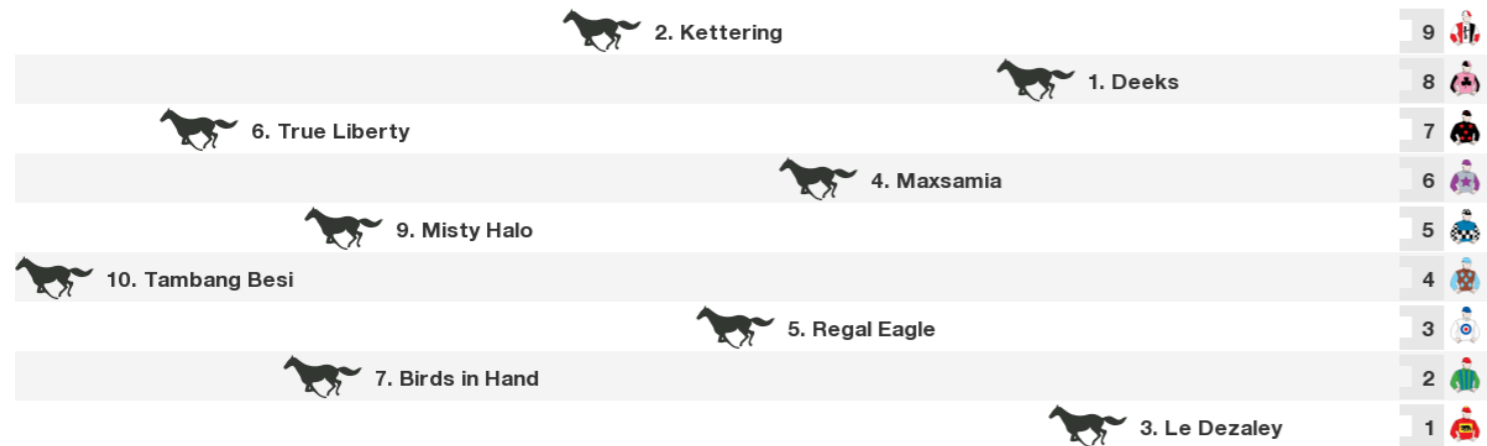 2. Kettering 9
1. Deeks 8
6. True Liberty 7
4. Maxsamia 6
9. Misty Halo 5
10. Tambang Besi 4
5. Regal Eagle 3
7. Birds in Hand 2
3. Le Dezaley 1